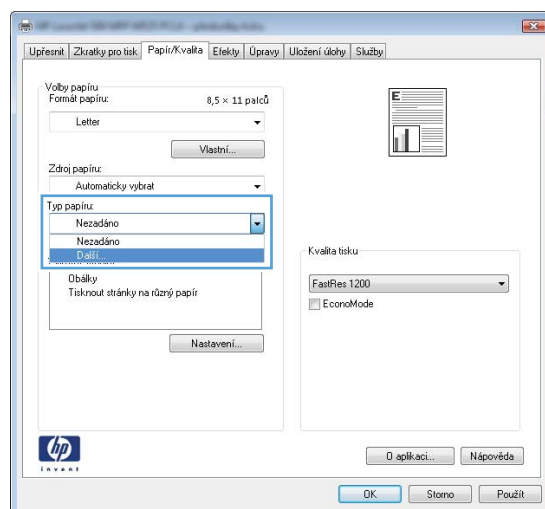 Upřesnit Zkratky pro tisk Papír/Kvalita Efekty Úpravy Uložení úlohy Služby
Volby papíru
Formát papíru: 8,5 × 11 palců
Letter
Vlastní...
Zdroj papíru:
Automaticky vybrat
Typ papíru:
Nezadáno
Nezadáno
Další...
Obálky
Tisknout stránky na různý papír
Nastavení...
E
Kvalita tisku
FastRes 1200
EconoMode
hp
invent
O aplikaci... Nápověda
OK Storno Použít